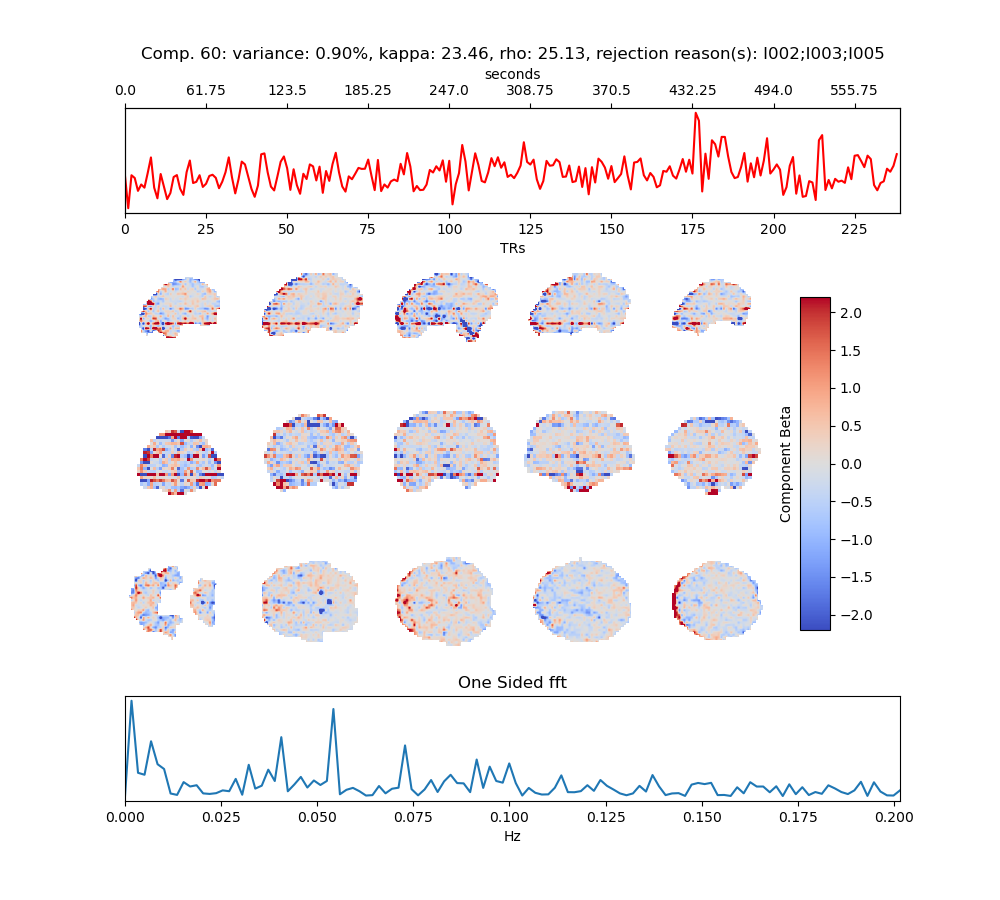 Comp. 60: variance: 0.90%, kappa: 23.46, rho: 25.13, rejection reason(s): I002;I003;I005
seconds
0.0 61.75 123.5 185.25 247.0 308.75 370.5 432.25 494.0 555.75
0 25 50 75 100 125 150 175 200 225
TRs
2.0
1.5
1.0
0.5
0.0
−0.5
−1.0
−1.5
−2.0
Component Beta
One Sided fft
0.000 0.025 0.050 0.075 0.100 0.125 0.150 0.175 0.200
Hz